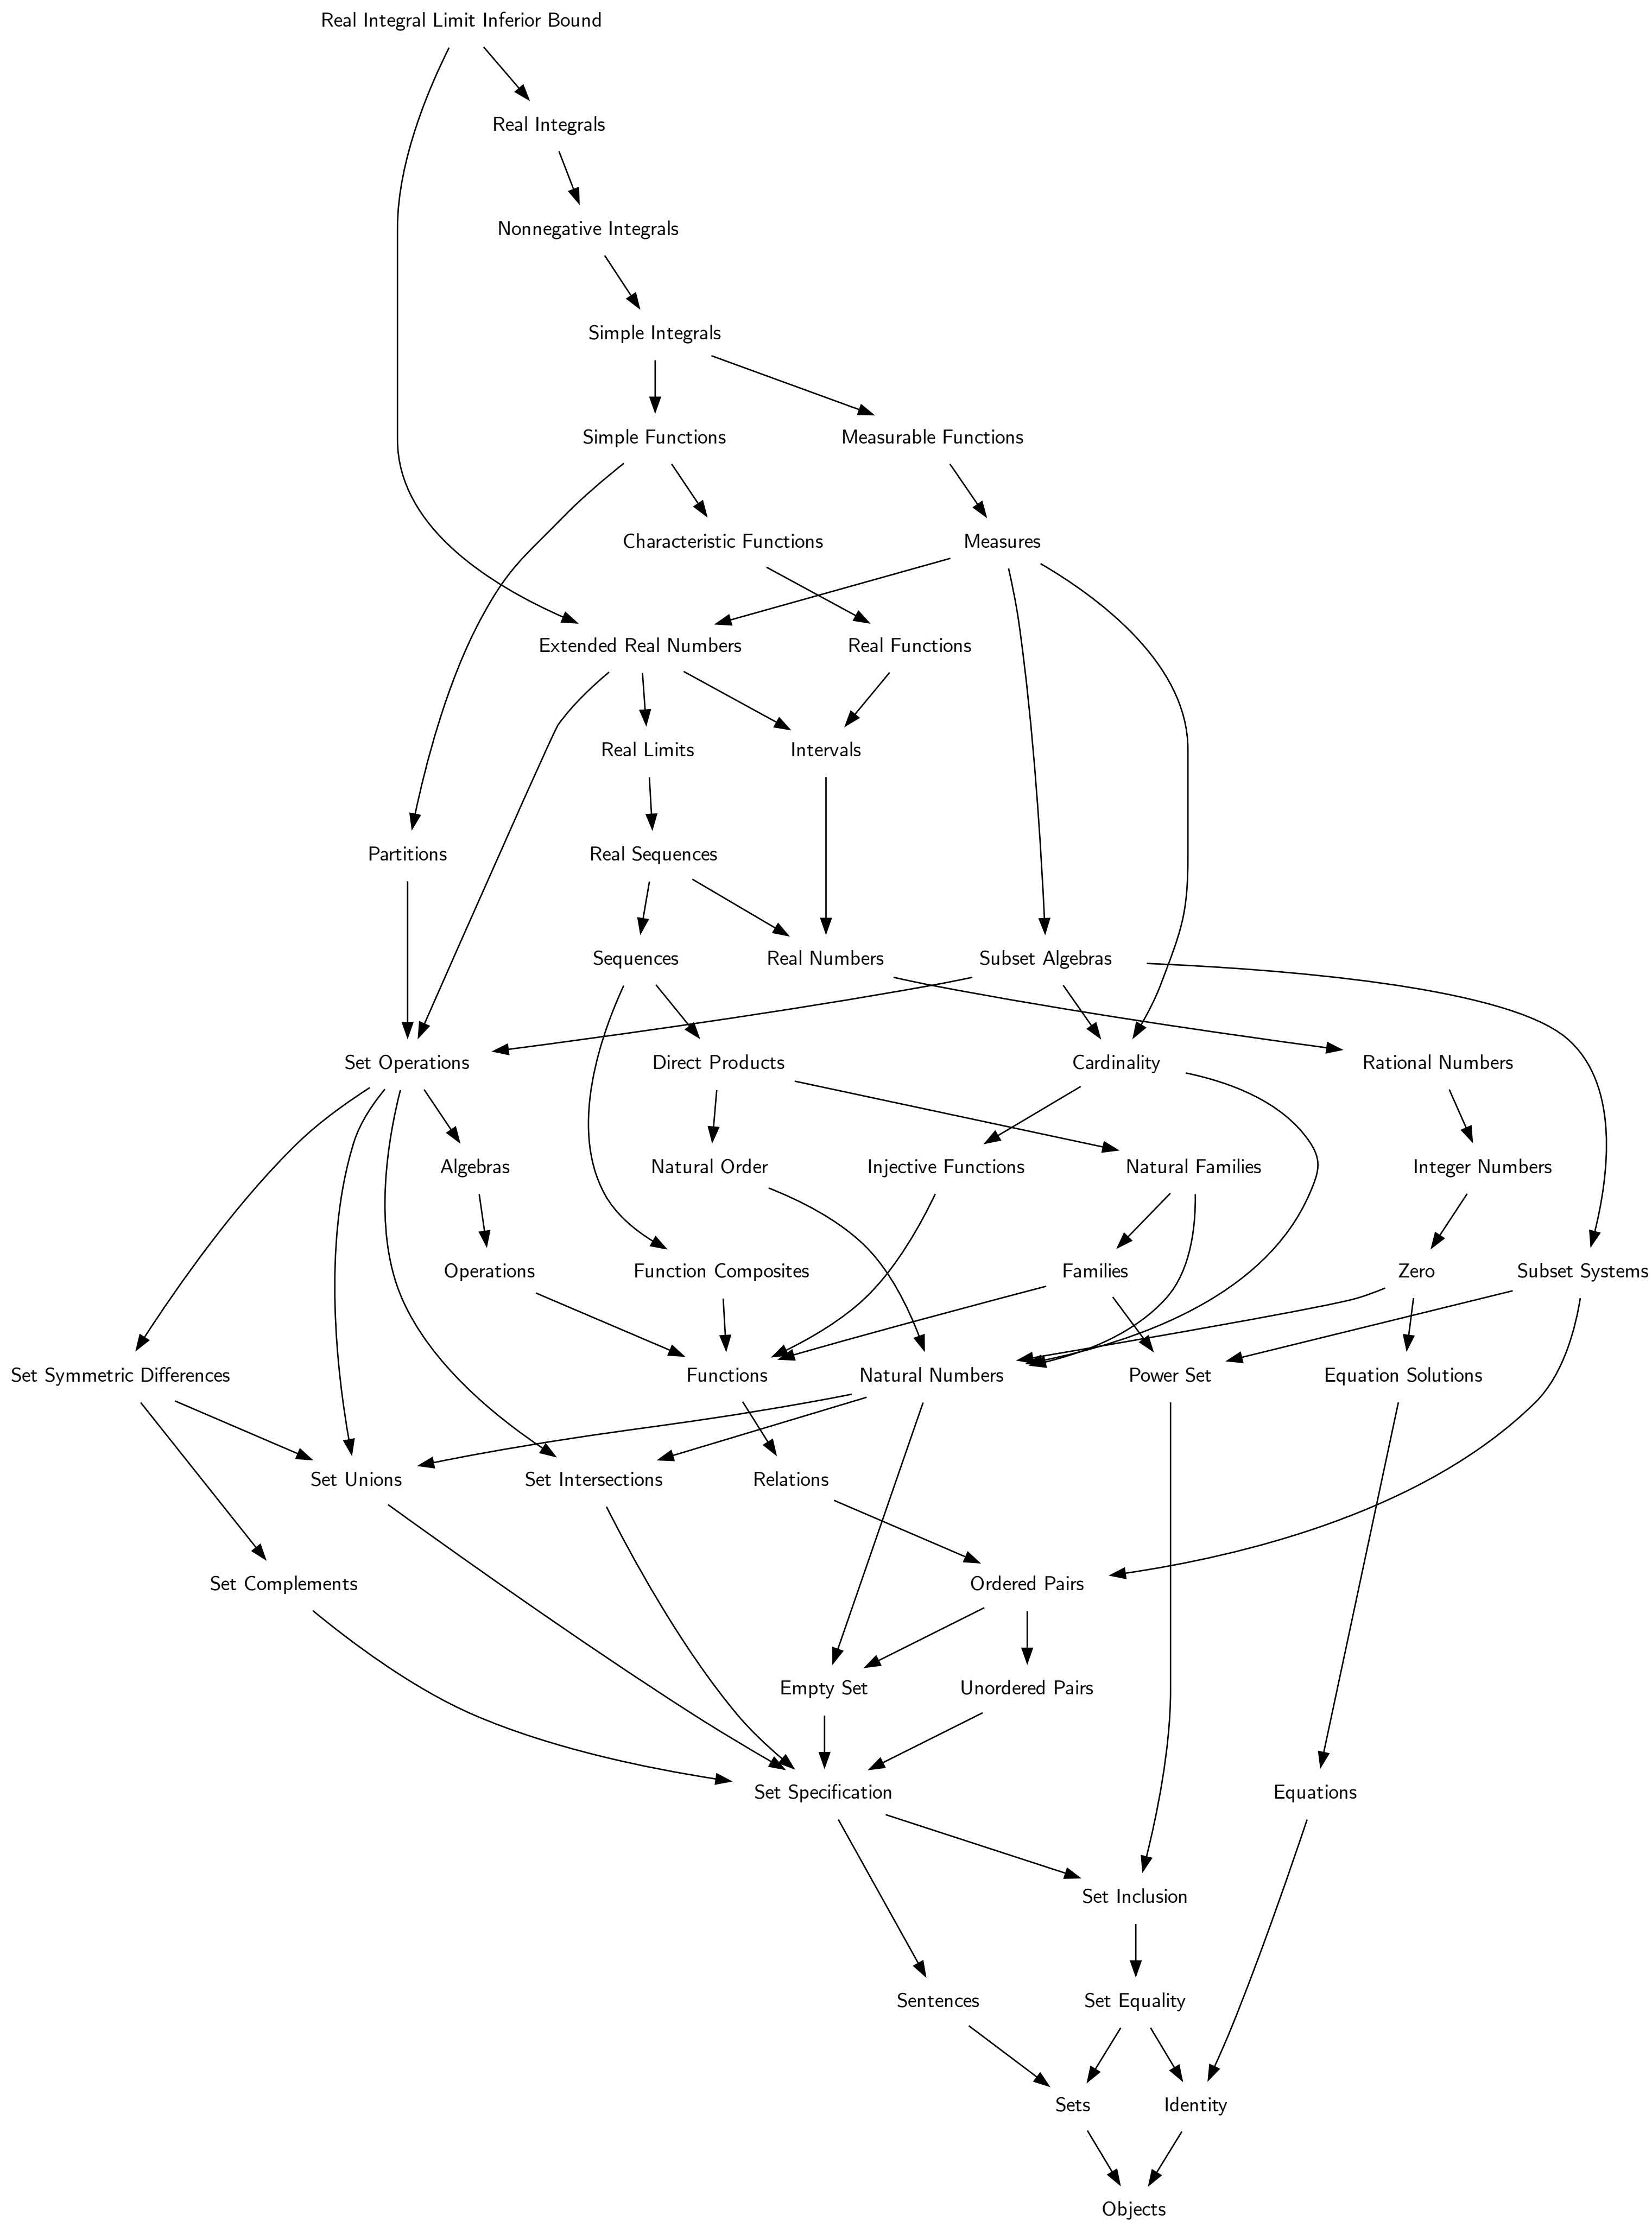 Real Integral Limit Inferior Bound
Real Integrals
Nonnegative Integrals
Simple Integrals
Simple Functions
Measurable Functions
Characteristic Functions
Measures
Extended Real Numbers
Real Functions
Real Limits
Intervals
Partitions
Real Sequences
Sequences
Real Numbers
Subset Algebras
Set Operations
Direct Products
Cardinality
Rational Numbers
Algebras
Natural Order
Injective Functions
Natural Families
Integer Numbers
Operations
Function Composites
Families
Zero
Subset Systems
Set Symmetric Differences
Functions
Natural Numbers
Power Set
Equation Solutions
Set Unions
Set Intersections
Relations
Set Complements
Ordered Pairs
Empty Set
Unordered Pairs
Set Specification
Equations
Set Inclusion
Sentences
Set Equality
Sets
Identity
Objects